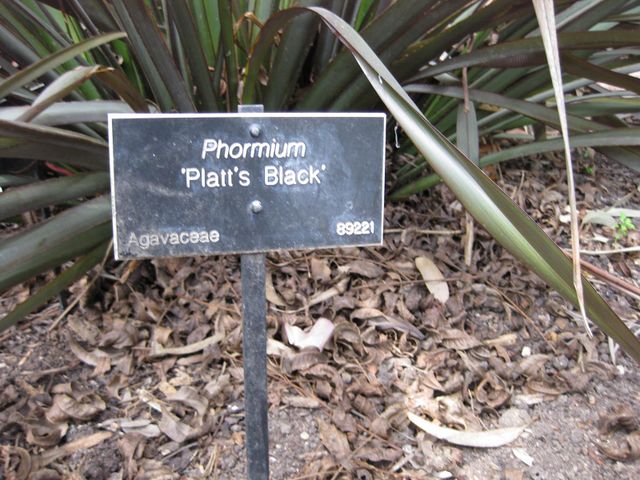 Phormium
'Platt's Black'
Agavaceae
89221